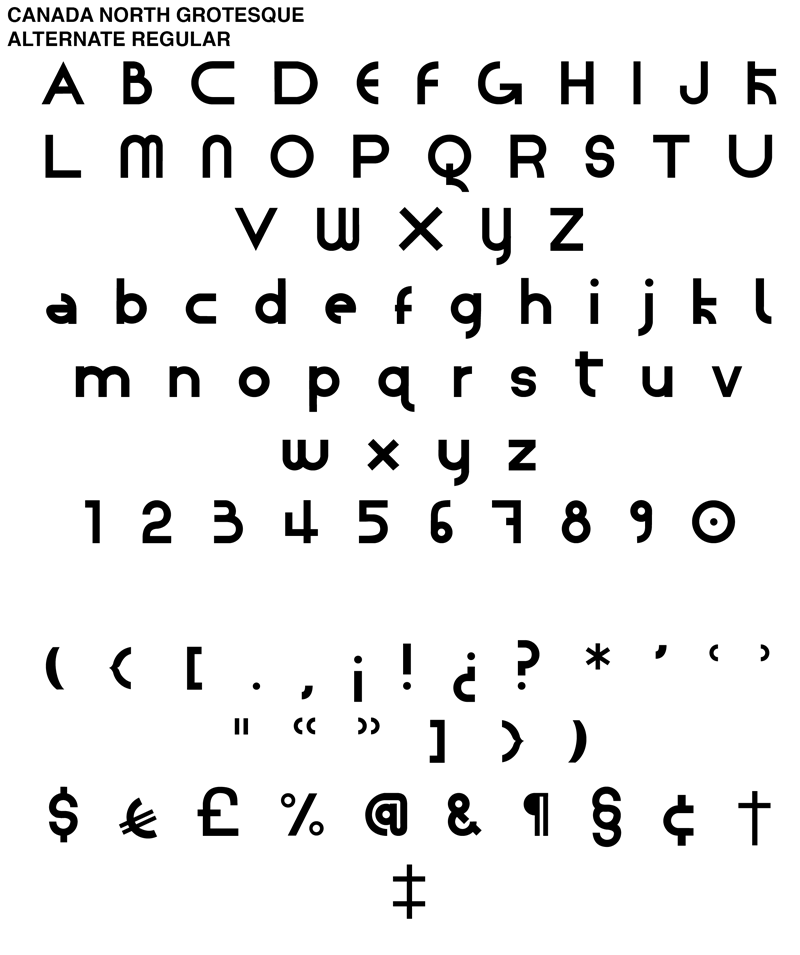 CANADA NORTH GROTESQUE
ALTERNATE REGULAR
A B C D E F G H I J K
L M N O P Q R S T U
V W X Y Z
a b c d e f g h i j k l
m n o p q r s t u v
w x y z
1 2 3 4 5 6 7 8 9 0
( { [ . , ¡ ! ¿ ? * ’ ‘ ’
" “ ” ] } )
$ € £ % @ & ¶ § ¢ †
‡